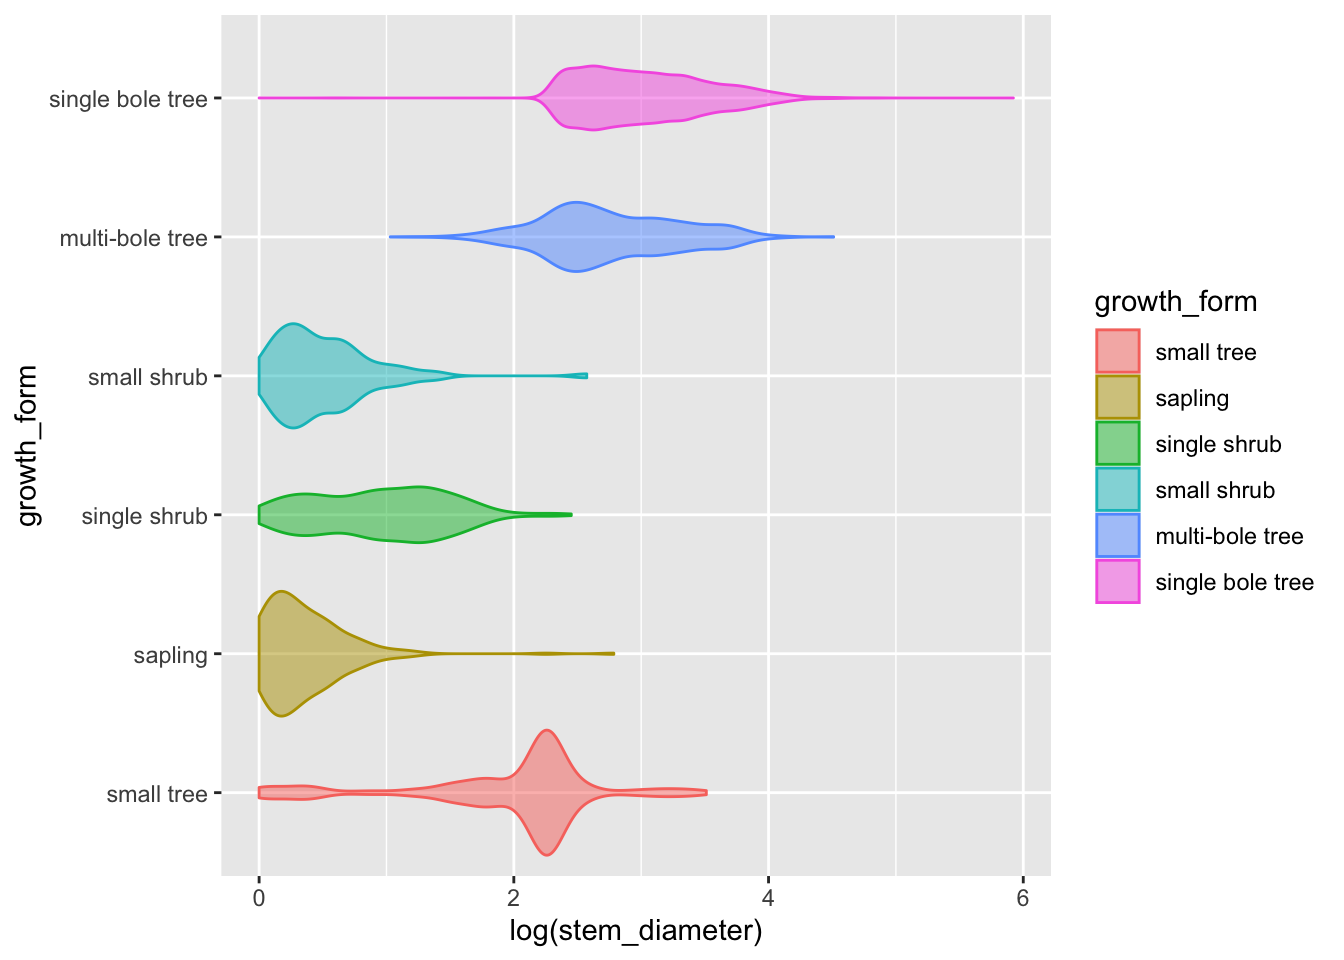 single bole tree
multi-bole tree
small shrub
single shrub
sapling
small tree
growth_form
0 2 4 6
log(stem_diameter)
growth_form
small tree
sapling
single shrub
small shrub
multi-bole tree
single bole tree